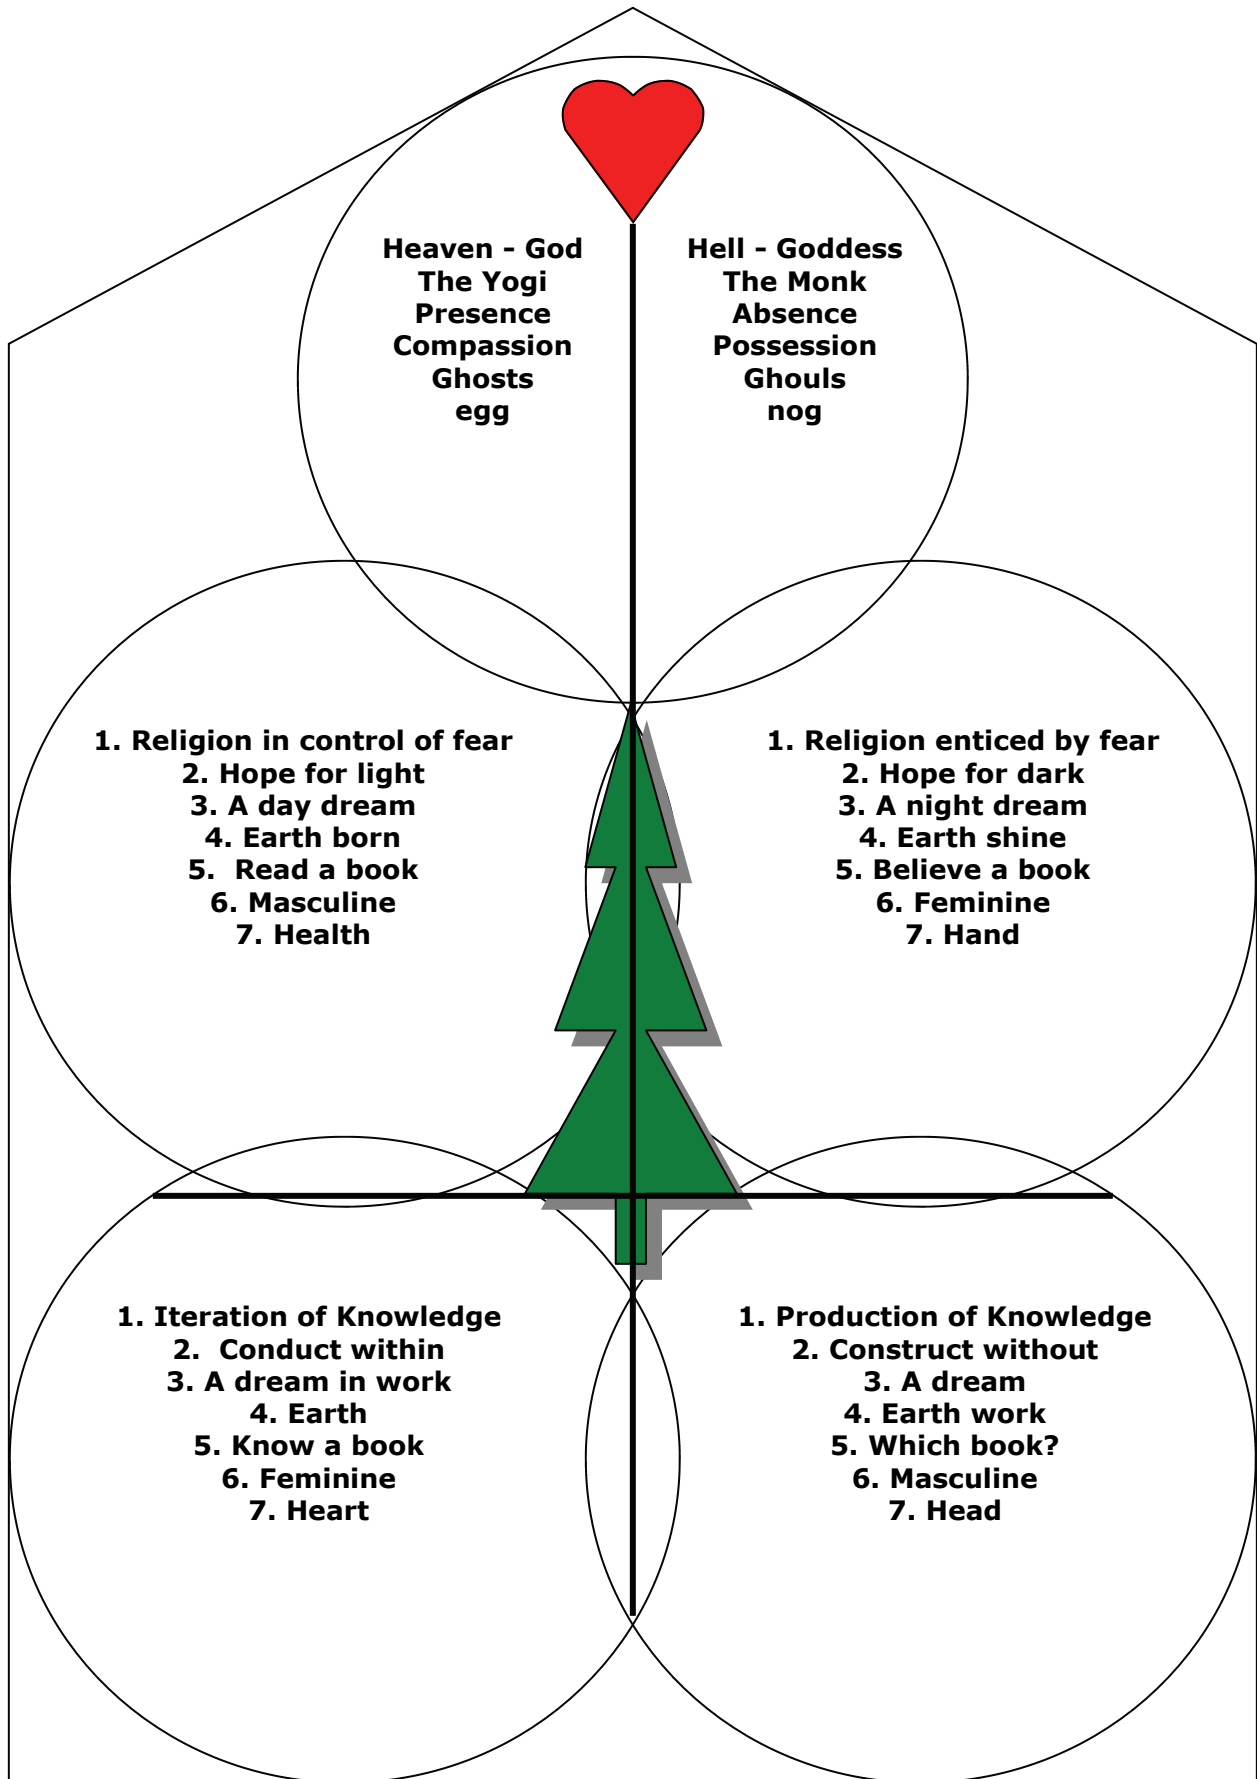 Heaven - God
The Yogi
Presence
Compassion
Ghosts
egg
Hell - Goddess
The Monk
Absence
Possession
Ghouls
nog
1. Religion in control of fear
2. Hope for light
3. A day dream
4. Earth born
5.  Read a book
6. Masculine
7. Health
1. Religion enticed by fear
2. Hope for dark
3. A night dream
4. Earth shine
5. Believe a book
6. Feminine
7. Hand
1. Iteration of Knowledge
2.  Conduct within
3. A dream in work
4. Earth
5. Know a book
6. Feminine
7. Heart
1. Production of Knowledge
2. Construct without
3. A dream
4. Earth work
5. Which book?
6. Masculine
7. Head